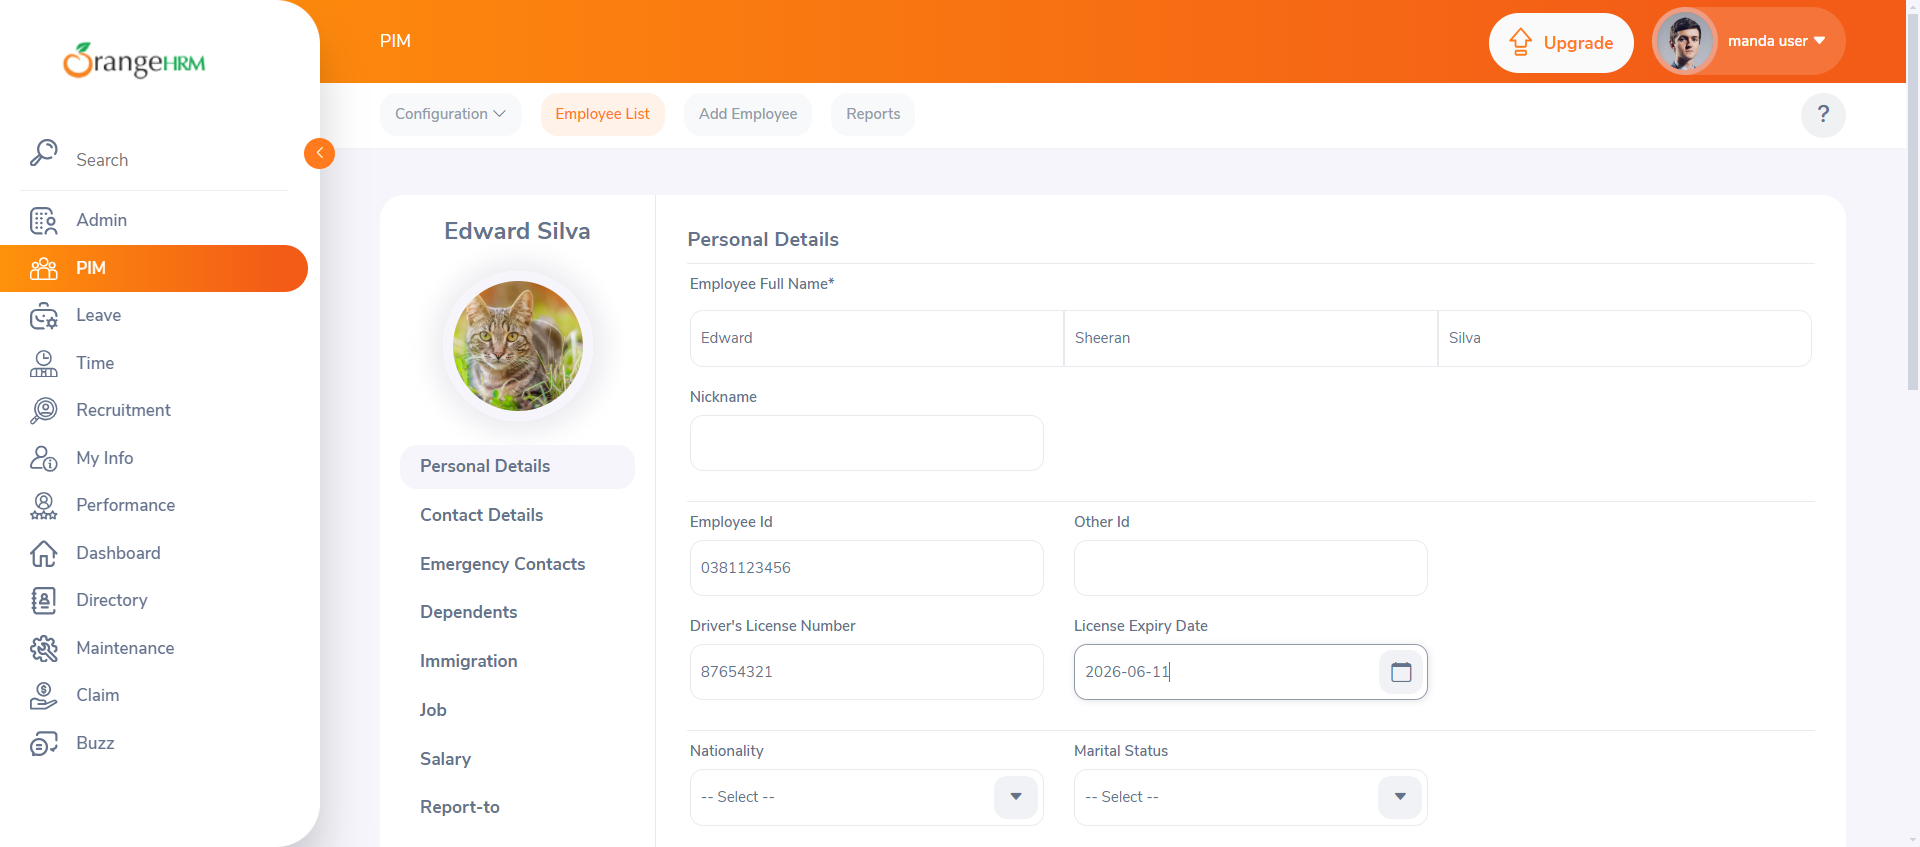 OrangeHRM
PIM
Upgrade
manda user
Configuration
Employee List
Add Employee
Reports
?
Search
Admin
PIM
Leave
Time
Recruitment
My Info
Performance
Dashboard
Directory
Maintenance
Claim
Buzz
Edward Silva
Personal Details
Contact Details
Emergency Contacts
Dependents
Immigration
Job
Salary
Report-to
Personal Details
Employee Full Name*
Edward
Sheeran
Silva
Nickname
Employee Id
Other Id
0381123456
Driver's License Number
License Expiry Date
87654321
2026-06-11
Nationality
Marital Status
-- Select --
-- Select --